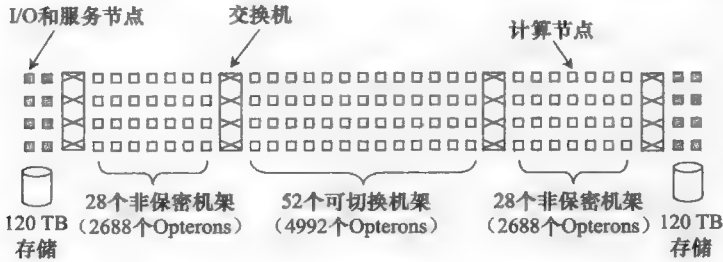 I/O和服务节点
交换机
计算节点
28个非保密机架
(2688个Opterons)
52个可切换机架
(4992个Opterons)
28个非保密机架
(2688个Opterons)
120 TB
存储
120 TB
存储